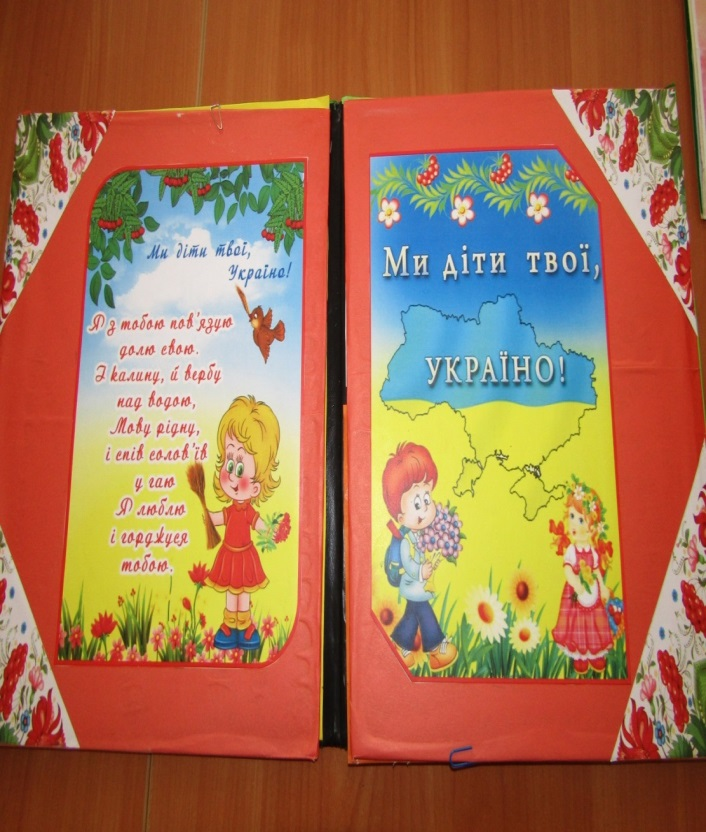 Ми діти твої,
Україно!
Я з тобою пов'язую
долю свою.
І калину, й вербу
над водою,
Мову рідну,
і спів солов'їв
у гаю
Я люблю
і горджуся
тобою.
Ми діти твої,
УКРАЇНО!